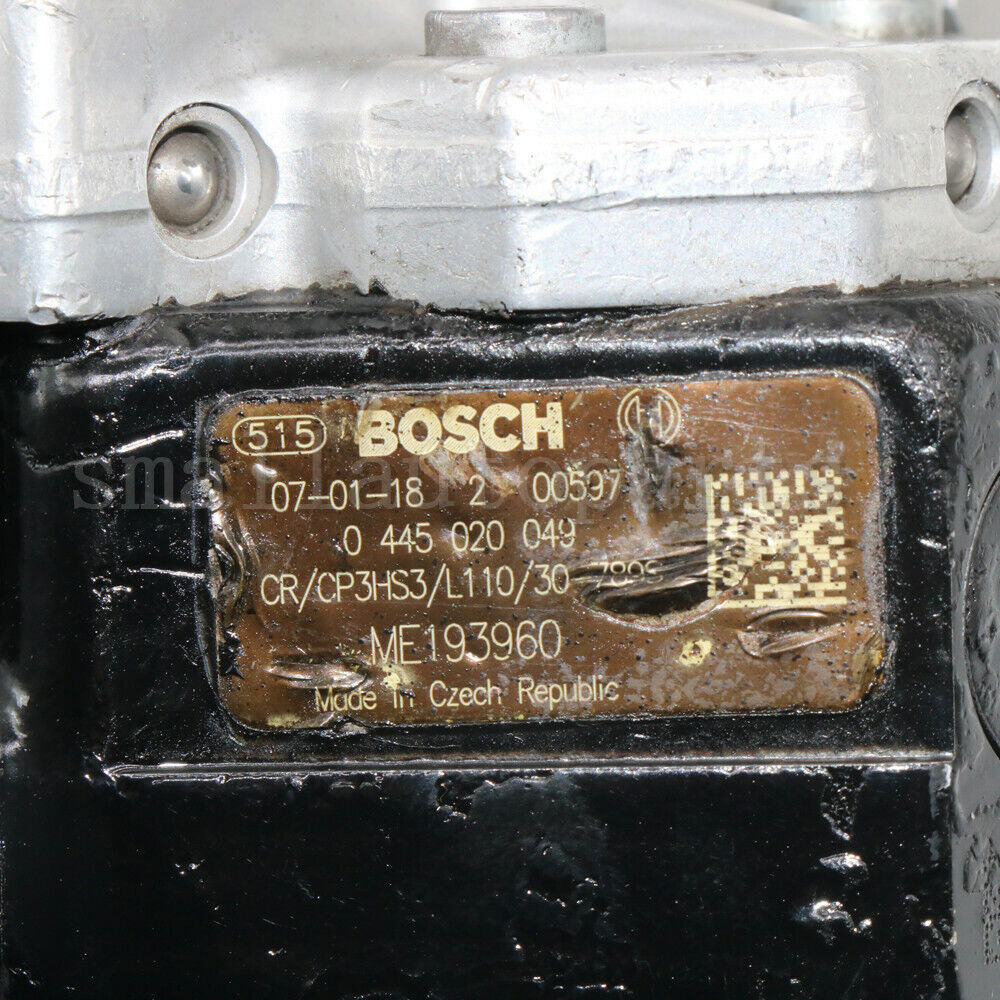 515 BOSCH
07-01-18 2 00597
0 445 020 049
CR/CP3HS3/L110/30
ME193960
Made in Czech Republic